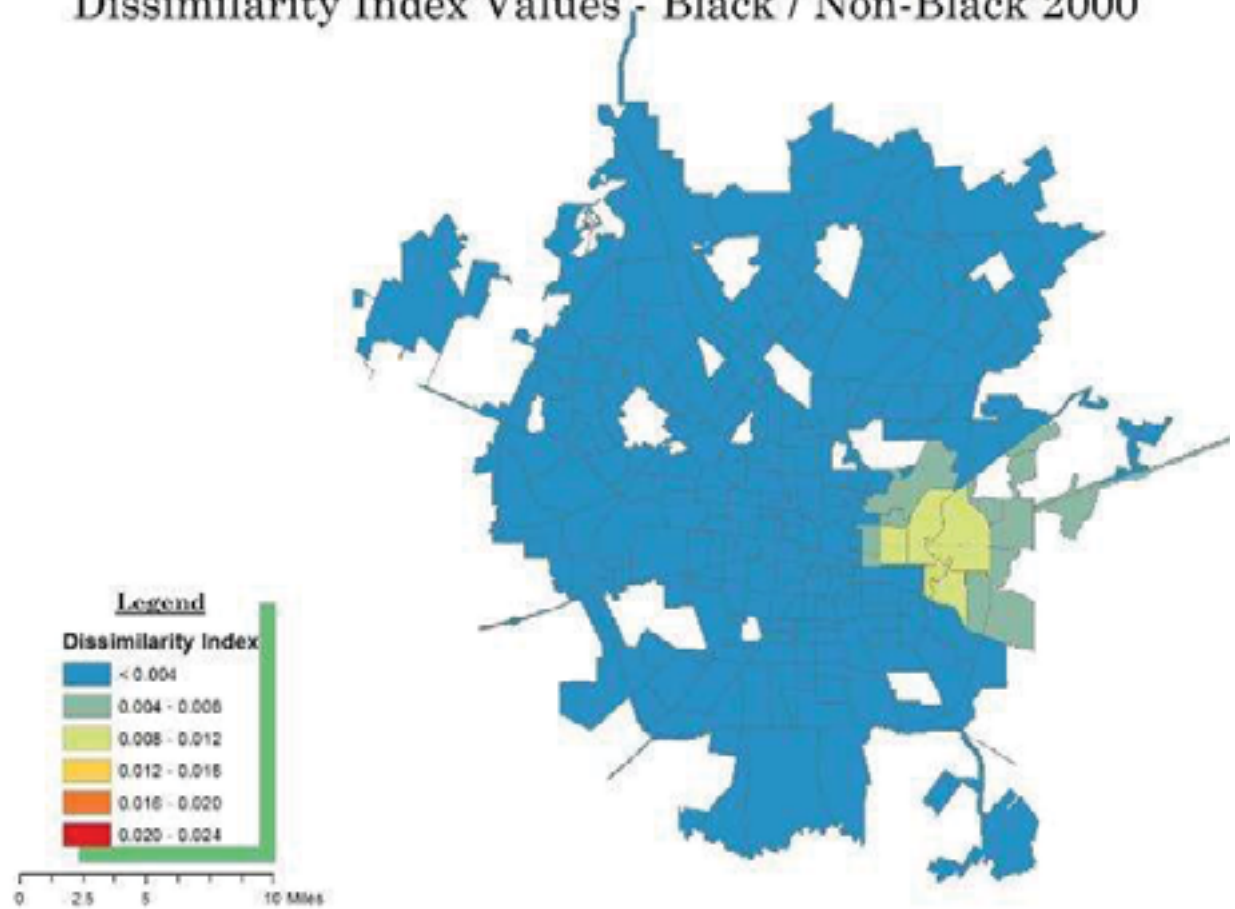 Dissimilarity Index Values - Black / Non-Black 2000
Legend
Dissimilarity Index
< 0.004
0.004 - 0.008
0.008 - 0.012
0.012 - 0.016
0.016 - 0.020
0.020 - 0.024
0 2.5 5 10 Miles